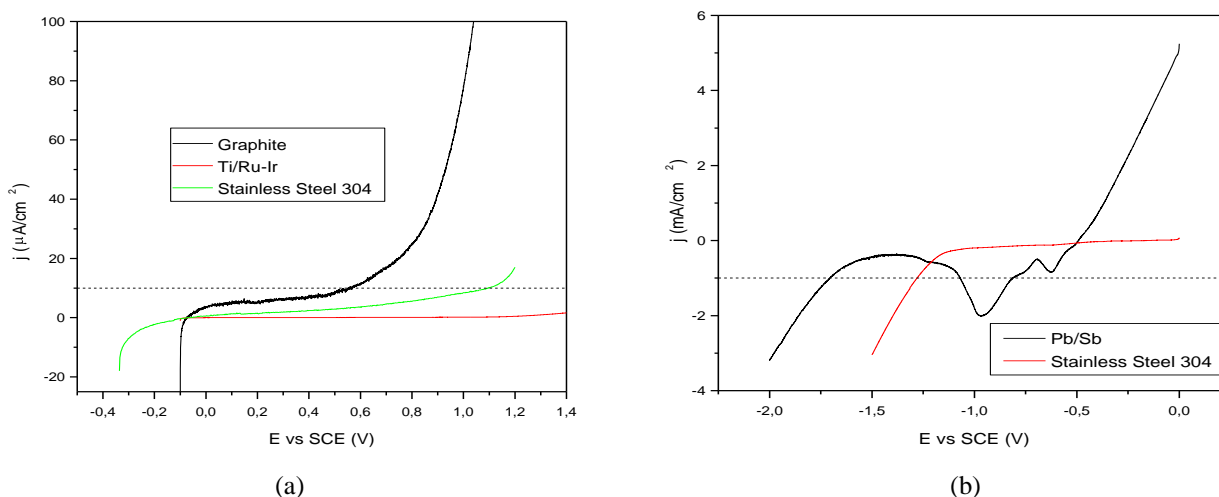 100
80
60
40
20
0
-20
j (μA/cm ²)
Graphite
Ti/Ru-Ir
Stainless Steel 304
-0,4 -0,2 0,0 0,2 0,4 0,6 0,8 1,0 1,2 1,4
E vs SCE (V)
(a)
6
4
2
0
-2
-4
j (mA/cm ²)
Pb/Sb
Stainless Steel 304
-2,0 -1,5 -1,0 -0,5 0,0
E vs SCE (V)
(b)